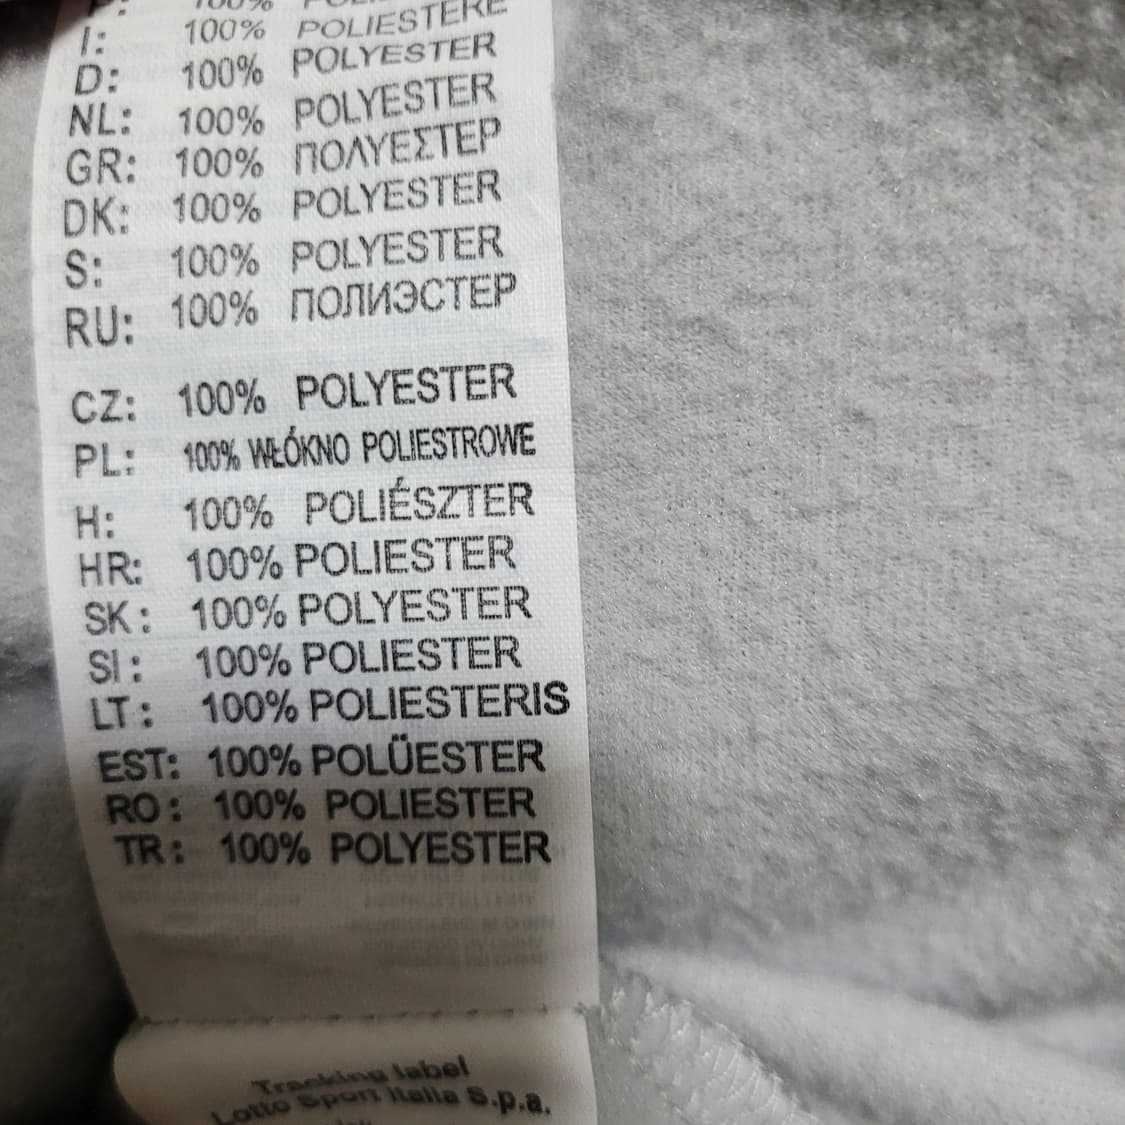 100%
I: 100% POLIESTERE
D: 100% POLYESTER
NL: 100% POLYESTER
GR: 100% ΠΟΛΥΕΣΤΕΡ
DK: 100% POLYESTER
S: 100% POLYESTER
RU: 100% ПОЛИЭСТЕР
CZ: 100% POLYESTER
PL: 100% WŁÓKNO POLIESTROWE
H: 100% POLIÉSZTER
HR: 100% POLIESTER
SK: 100% POLYESTER
SI: 100% POLIESTER
LT: 100% POLIESTERIS
EST: 100% POLÜESTER
RO: 100% POLIESTER
TR: 100% POLYESTER
Tracking label
Lotto Sport Italia S.p.a.